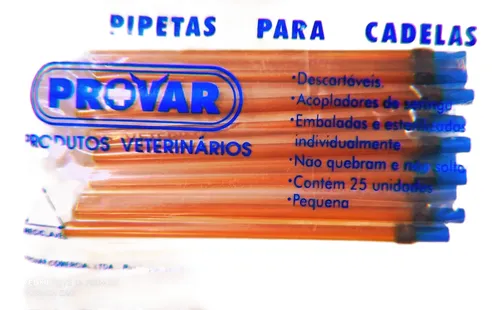 PIPETAS PARA CADELAS
PROVAR
PRODUTOS VETERINÁRIOS
•Descartáveis
•Acopladores de seringa
•Embaladas e esterilizadas
individualmente
•Não quebram e não solta
•Contém 25 unidades
•Pequena